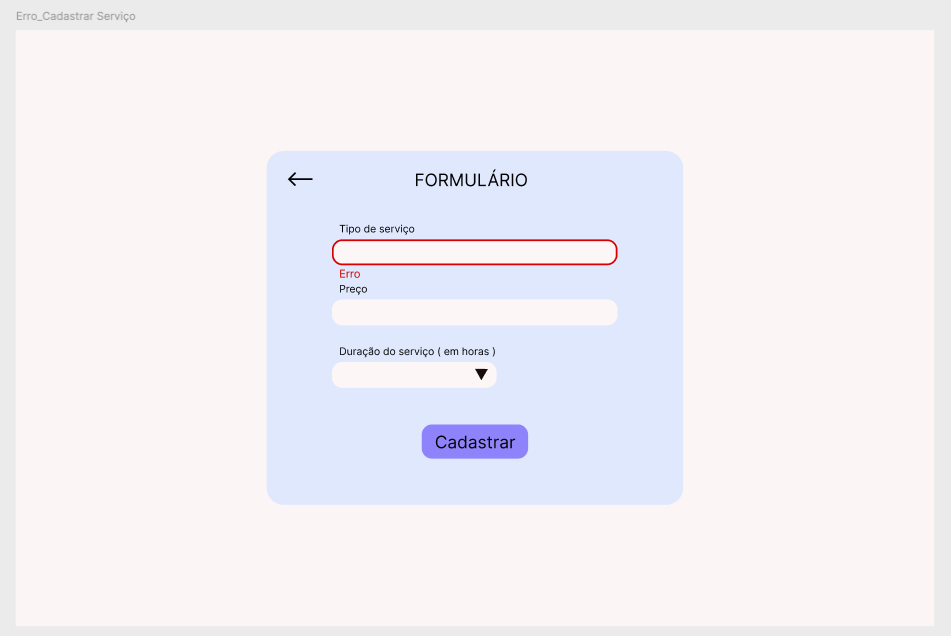 Erro_Cadastrar Serviço
FORMULÁRIO
Tipo de serviço
Erro
Preço
Duração do serviço ( em horas )
Cadastrar